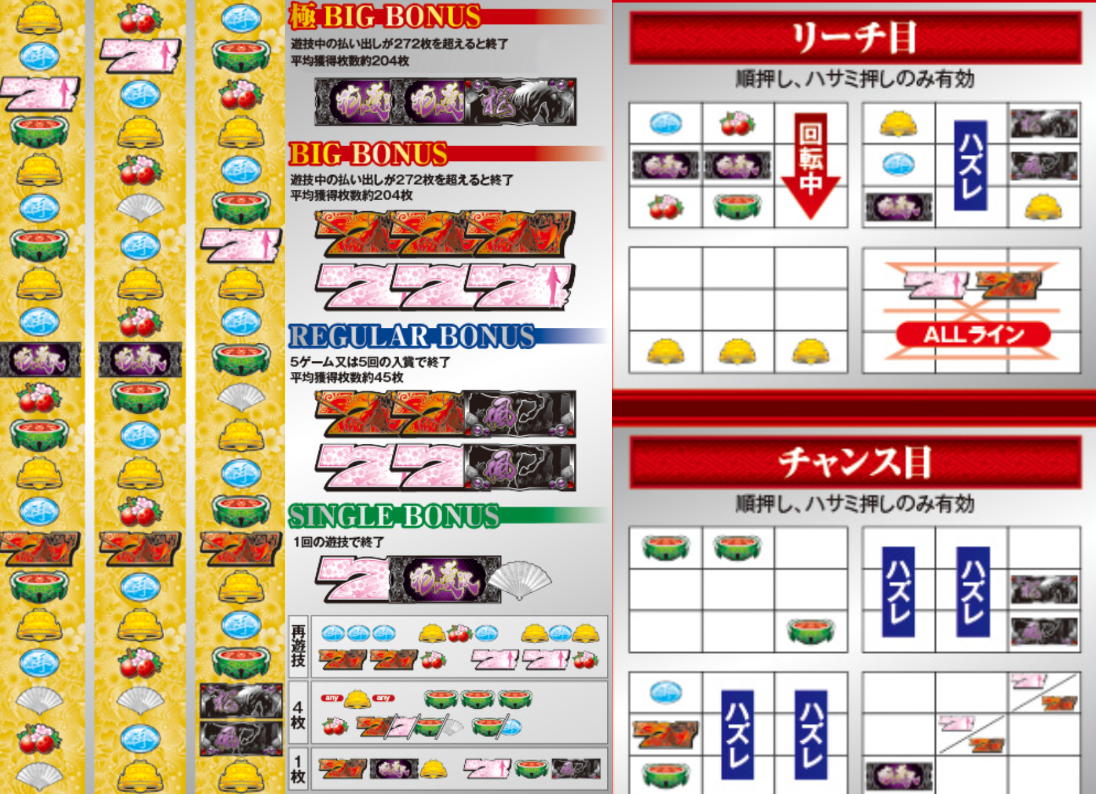 極 BIG BONUS
遊技中の払い出しが272枚を超えると終了
平均獲得枚数約204枚
BIG BONUS
遊技中の払い出しが272枚を超えると終了
平均獲得枚数約204枚
REGULAR BONUS
5ゲーム又は5回の入賞で終了
平均獲得枚数約45枚
SINGLE BONUS
1回の遊技で終了
再遊技
4枚
any
any
1枚
リーチ目
順押し、ハサミ押しのみ有効
回転中
ハズレ
ALLライン
チャンス目
順押し、ハサミ押しのみ有効
ハズレ
ハズレ
ハズレ
ハズレ